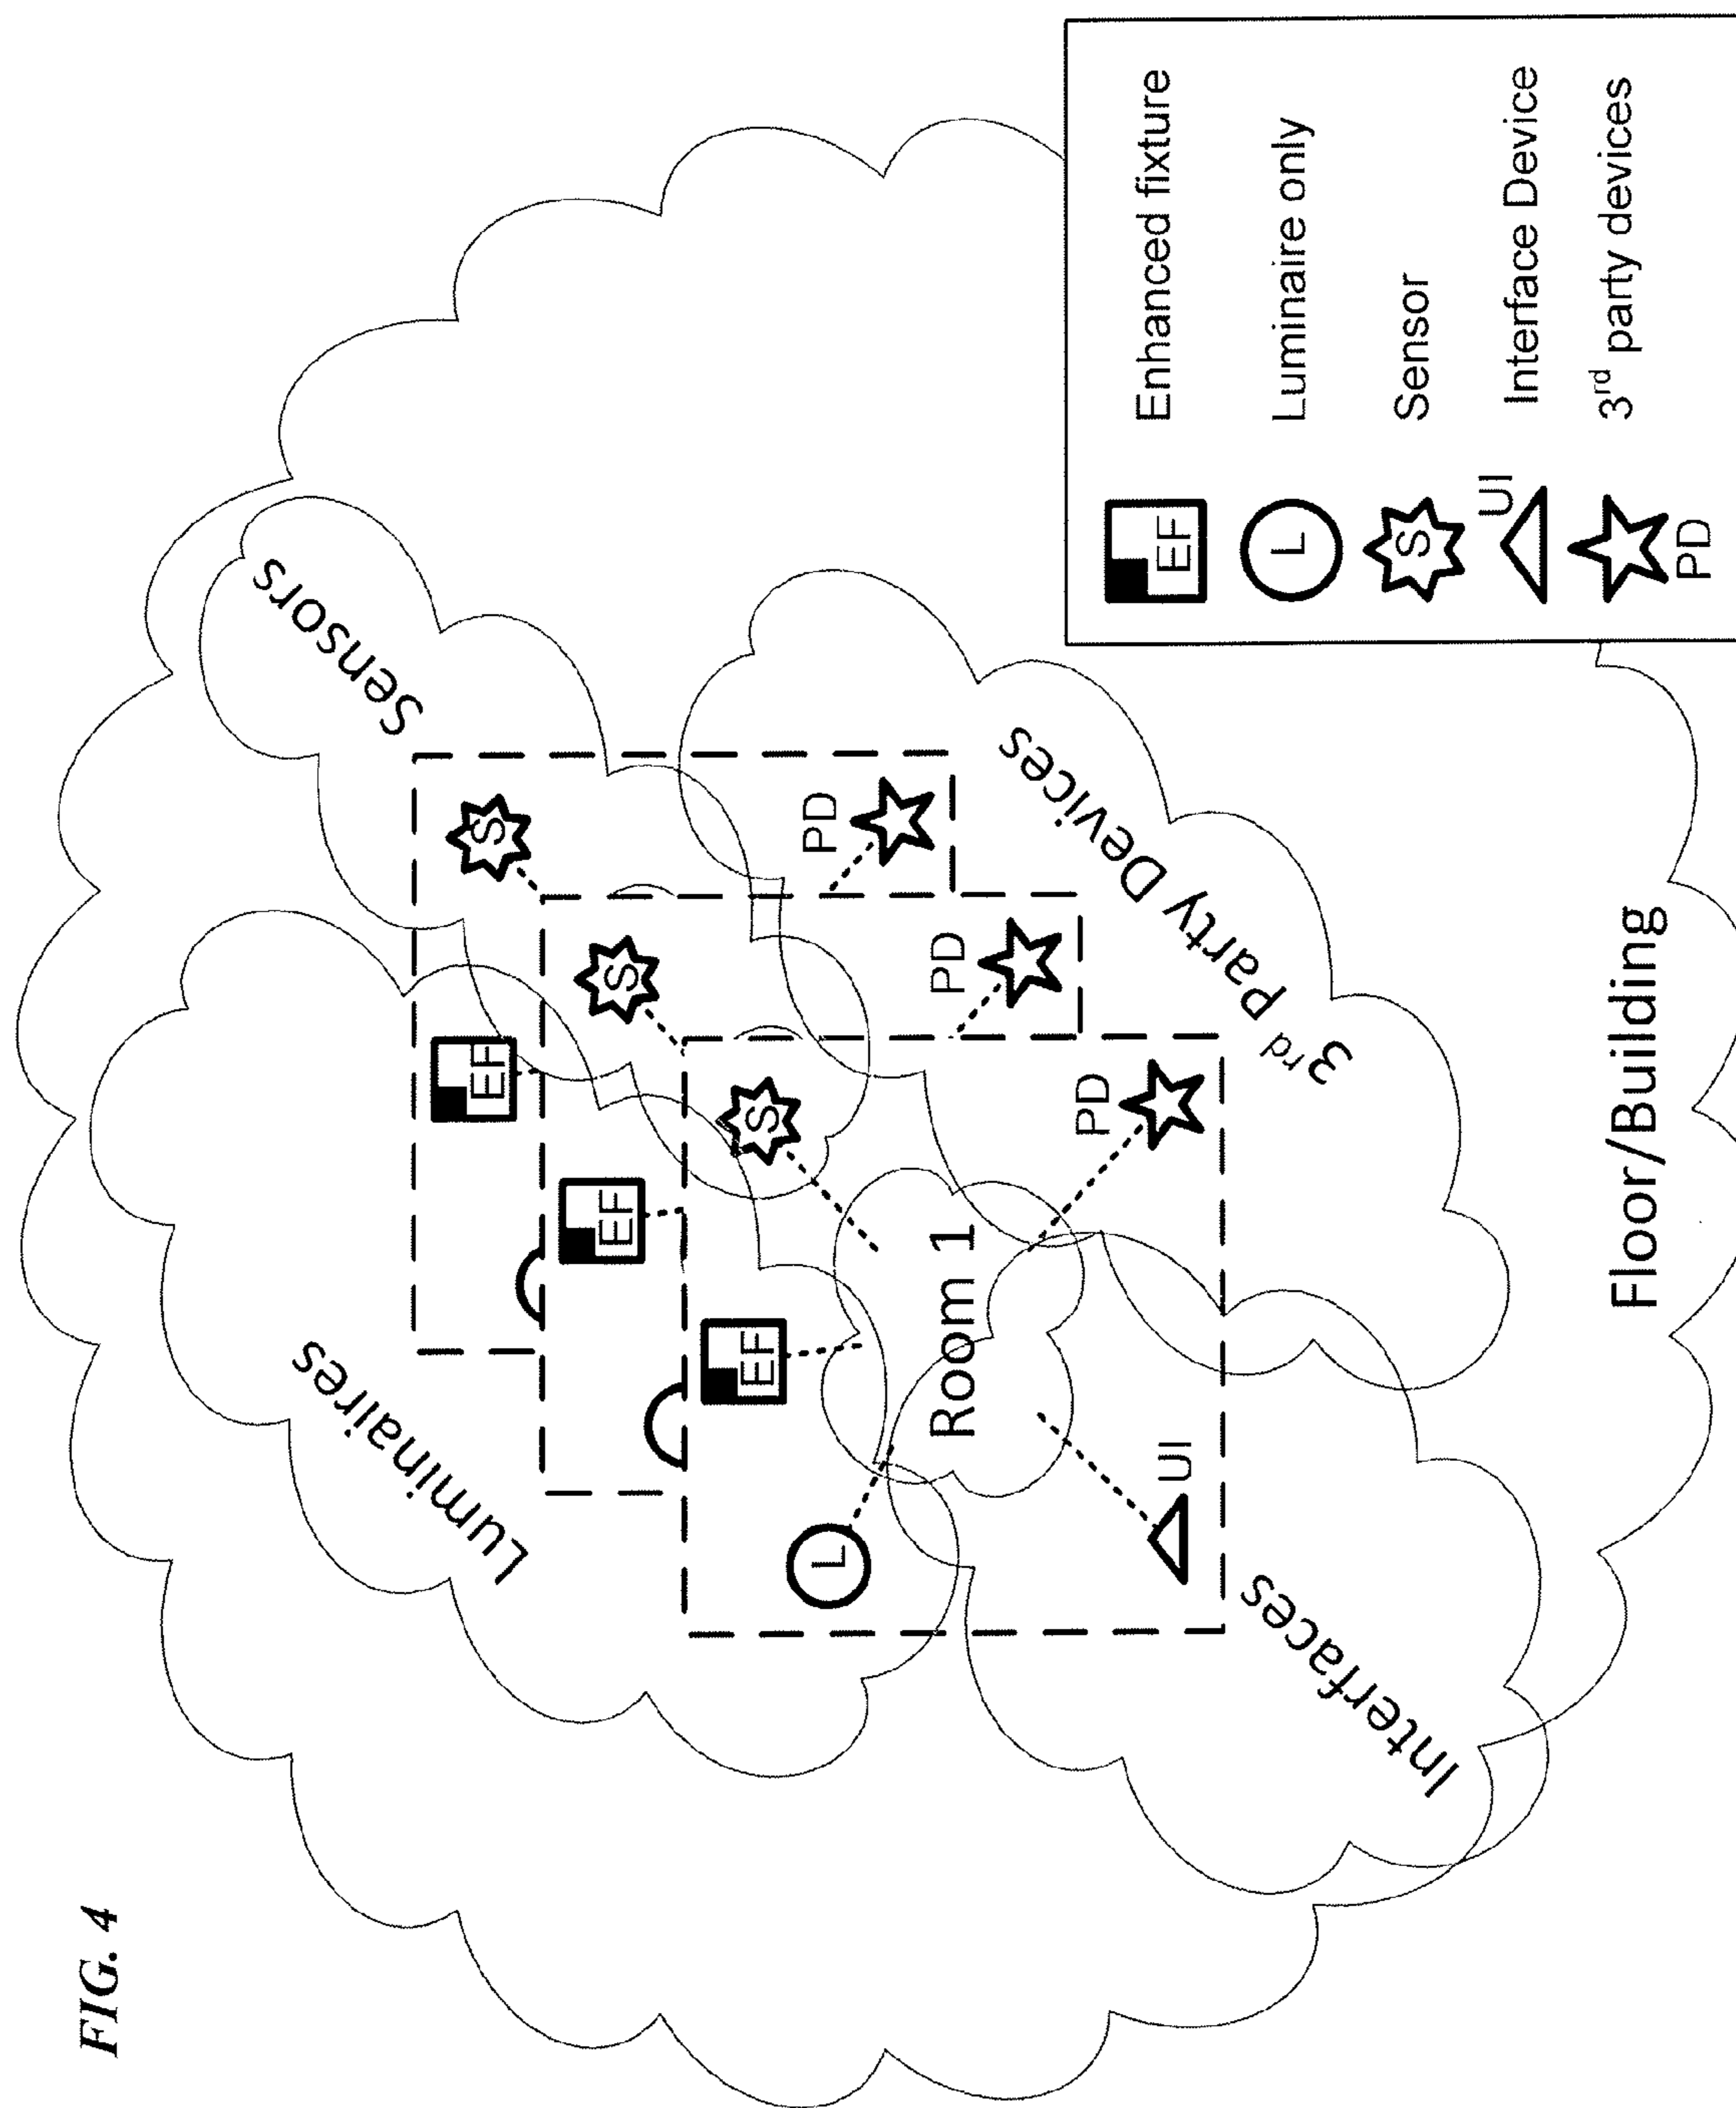 FIG. 4
Luminaires
Sensors
EF
S
EF
S
EF
S
L
PD
PD
Room 1
PD
UI
3rd Party Devices
Interfaces
Floor/Building
EF Enhanced fixture
L Luminaire only
S Sensor
UI Interface Device
PD 3rd party devices